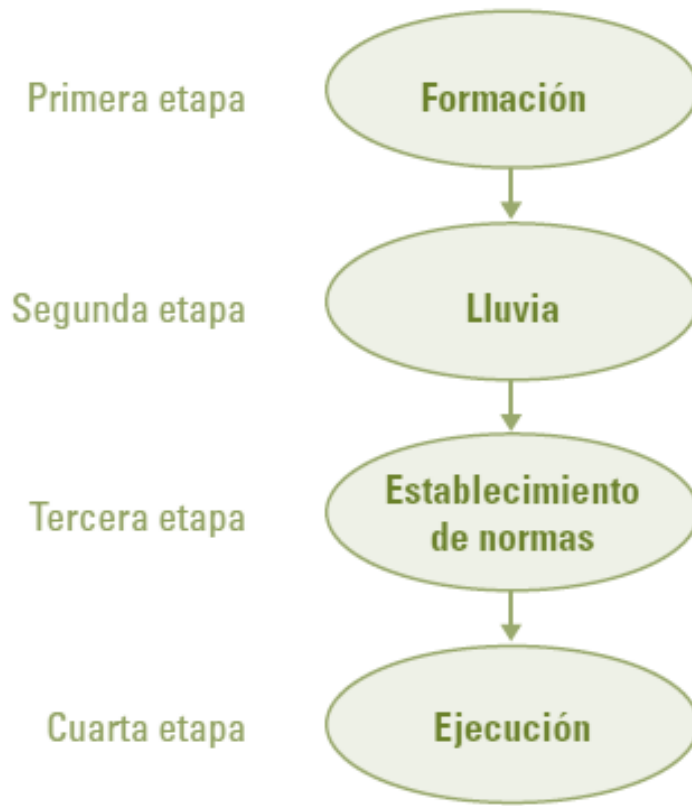 Primera etapa
Formación
Segunda etapa
Lluvia
Tercera etapa
Establecimiento
de normas
Cuarta etapa
Ejecución